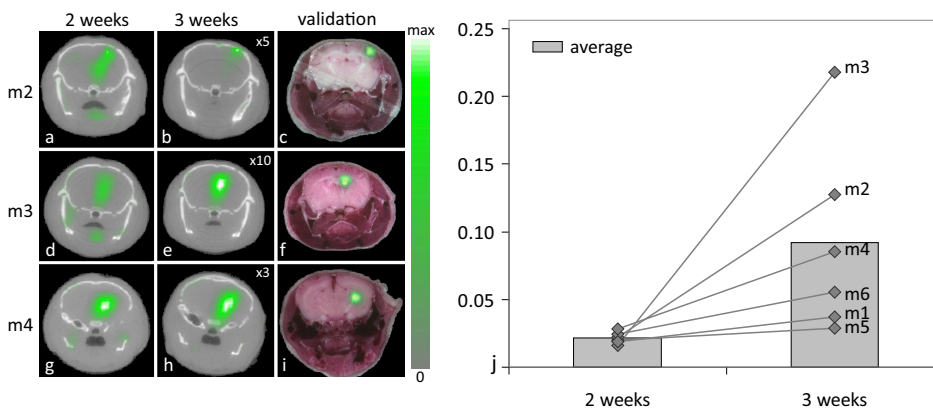 2 weeks 3 weeks validation
max
m2
x5
a b c
m3
x10
d e f
m4
x3
g h i
0
0.25
0.20
0.15
0.10
0.05
j
average
m3
m2
m4
m6
m1
m5
2 weeks 3 weeks